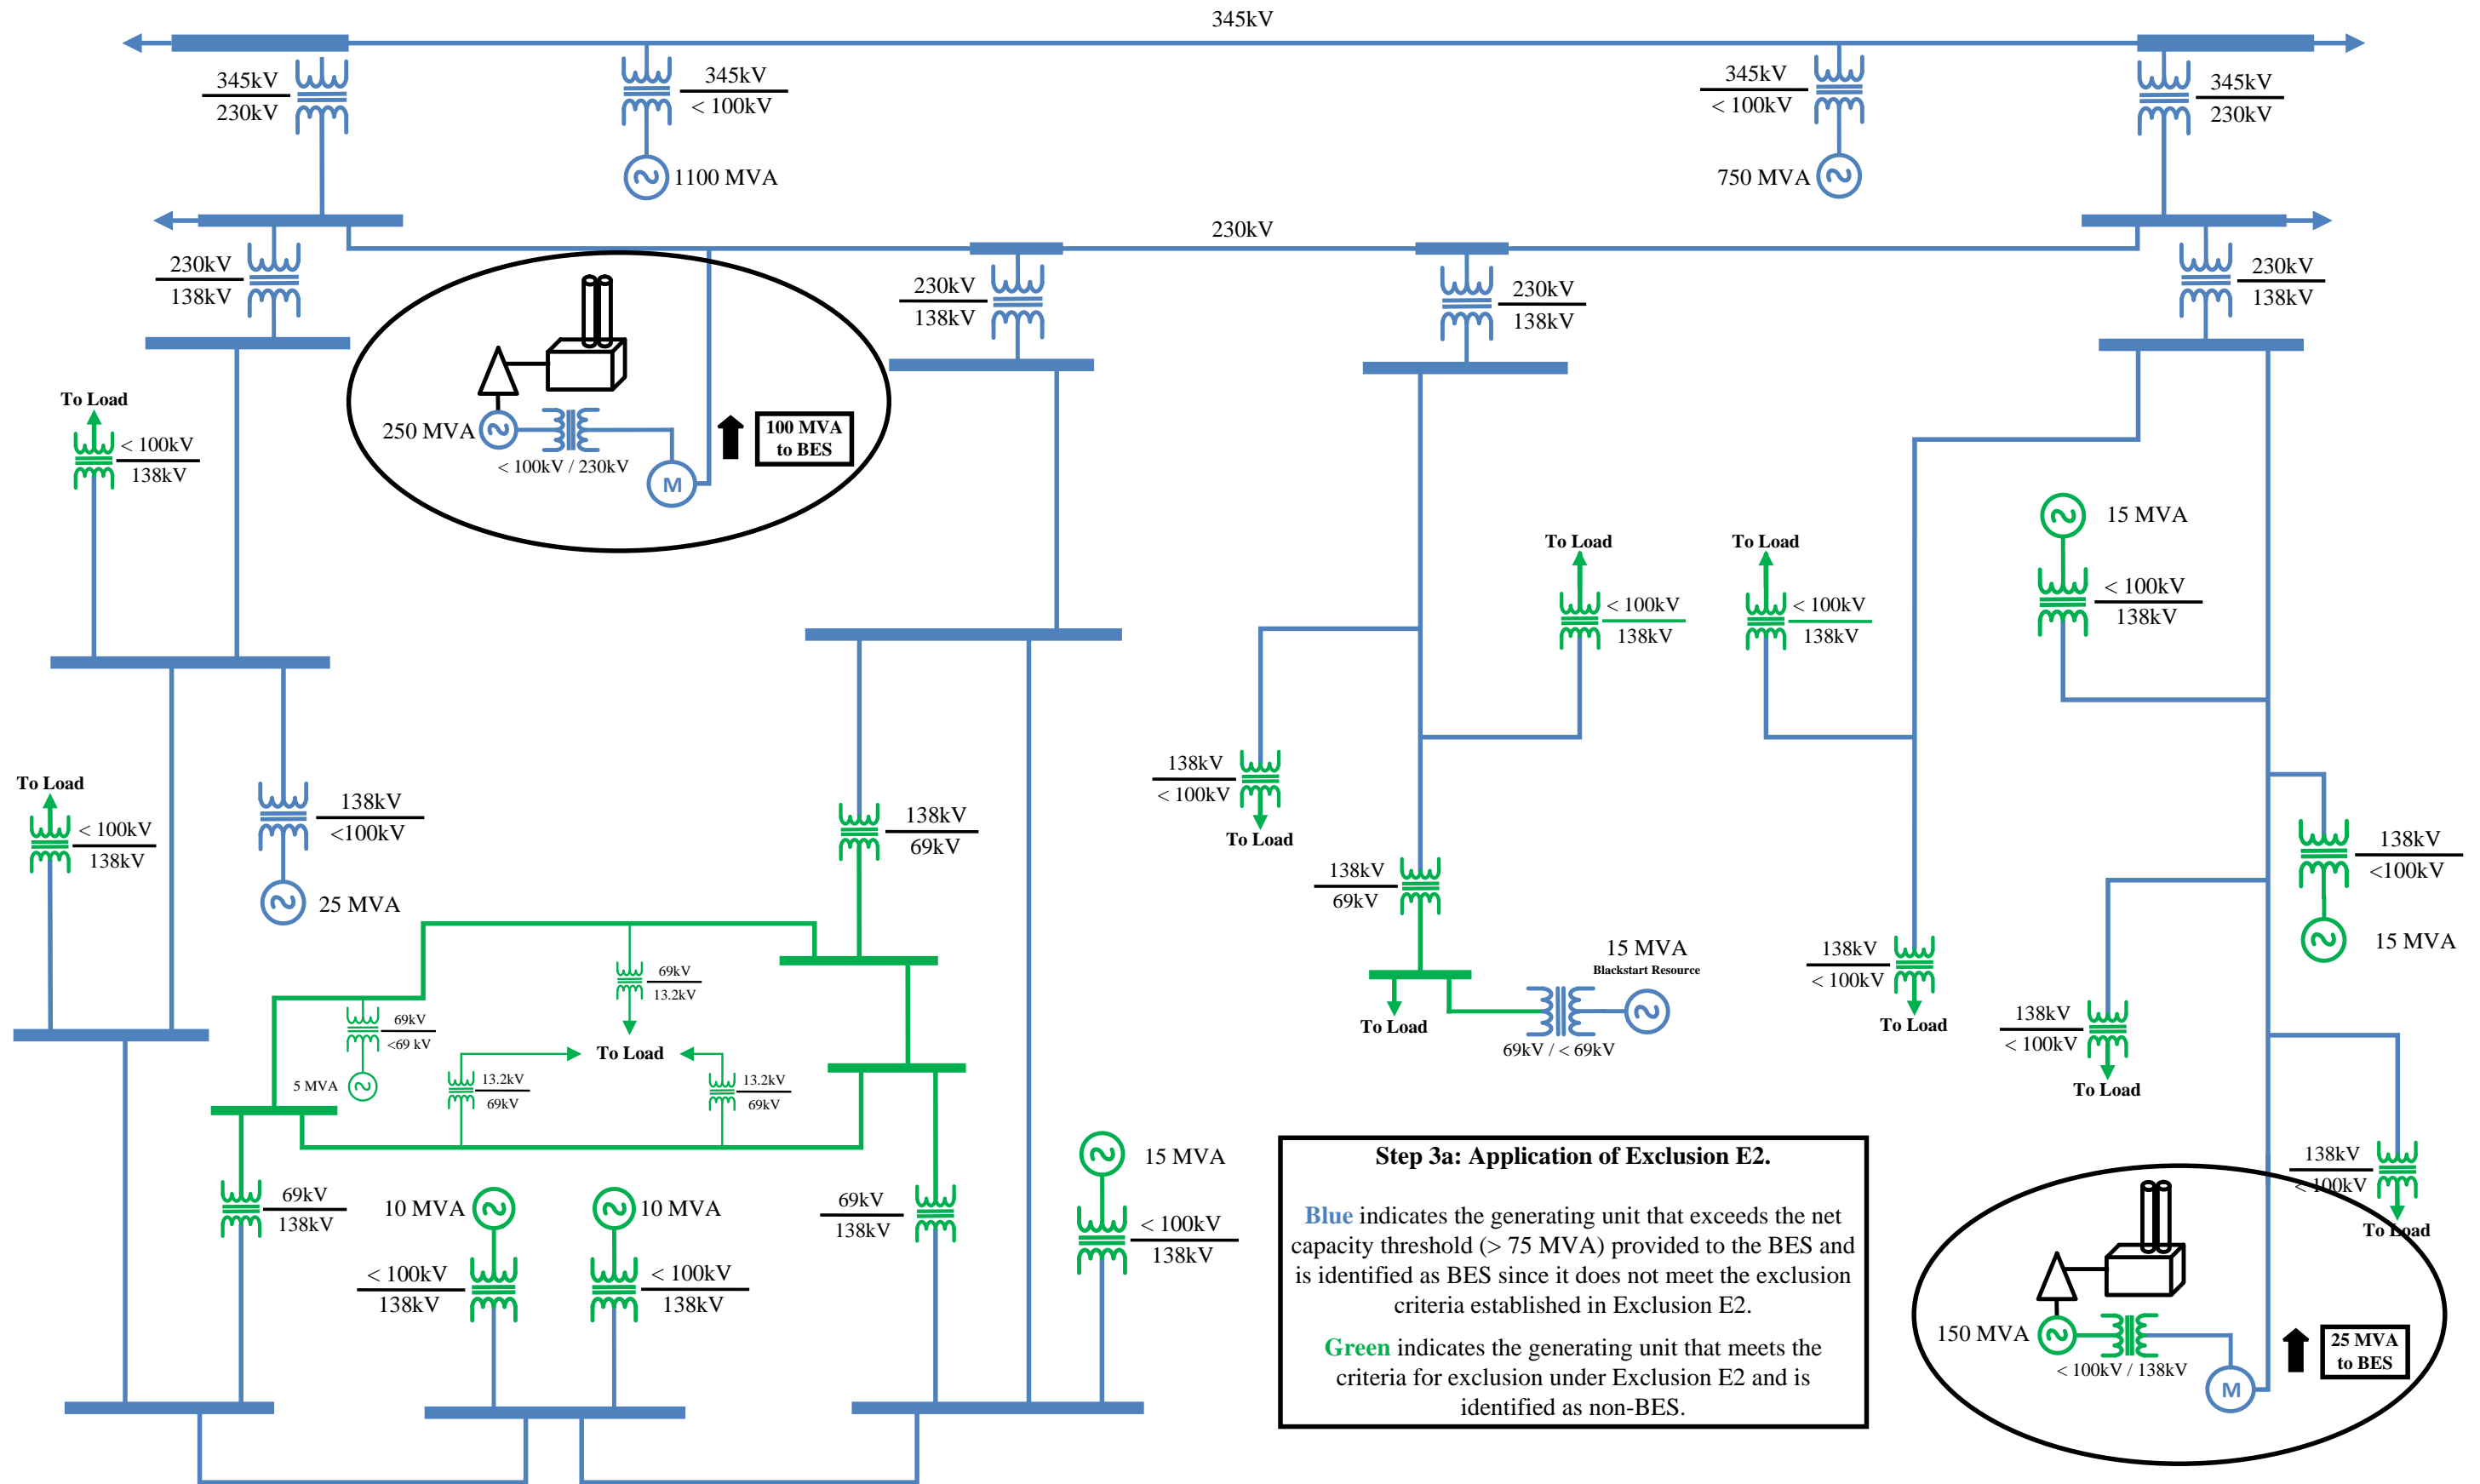 345kV
345kV
230kV
345kV
< 100kV
1100 MVA
345kV
< 100kV
750 MVA
345kV
230kV
230kV
230kV
138kV
230kV
138kV
230kV
138kV
230kV
138kV
250 MVA
< 100kV / 230kV
M
100 MVA
to BES
To Load
< 100kV
138kV
To Load
< 100kV
138kV
138kV
<100kV
25 MVA
138kV
69kV
69kV
13.2kV
69kV
<69 kV
5 MVA
To Load
13.2kV
69kV
13.2kV
69kV
69kV
138kV
10 MVA
< 100kV
138kV
10 MVA
< 100kV
138kV
69kV
138kV
15 MVA
< 100kV
138kV
To Load
< 100kV
138kV
138kV
< 100kV
To Load
138kV
69kV
To Load
15 MVA
Blackstart Resource
69kV / < 69kV
To Load
< 100kV
138kV
138kV
< 100kV
To Load
15 MVA
< 100kV
138kV
138kV
<100kV
15 MVA
138kV
< 100kV
To Load
138kV
< 100kV
To Load
150 MVA
< 100kV / 138kV
M
25 MVA
to BES
Step 3a: Application of Exclusion E2.
Blue indicates the generating unit that exceeds the net
capacity threshold (> 75 MVA) provided to the BES and
is identified as BES since it does not meet the exclusion
criteria established in Exclusion E2.
Green indicates the generating unit that meets the
criteria for exclusion under Exclusion E2 and is
identified as non-BES.